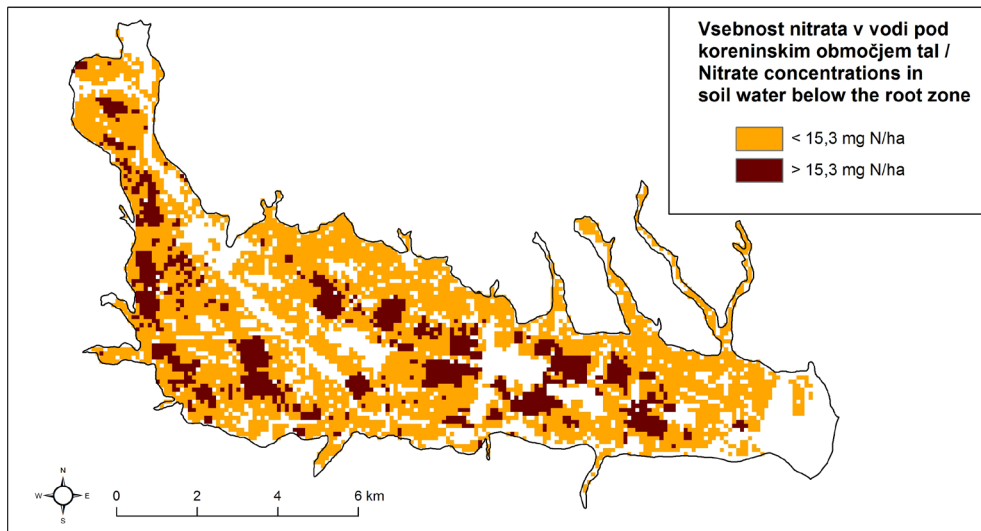 Vsebnost nitrata v vodi pod
koreninskim območjem tal /
Nitrate concentrations in
soil water below the root zone
< 15,3 mg N/ha
> 15,3 mg N/ha
N
W E
S
0 2 4 6 km